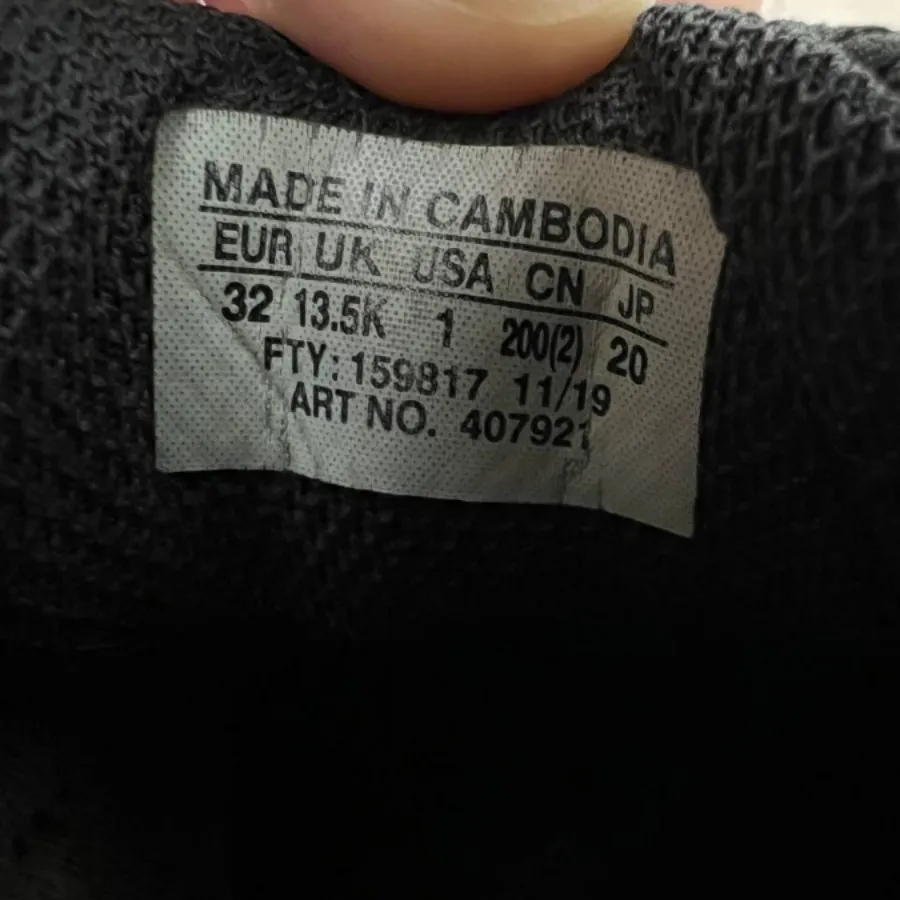 MADE IN CAMBODIA
EUR UK USA CN JP
32 13.5K 1 200(2) 20
FTY: 159817 11/19
ART NO. 407921